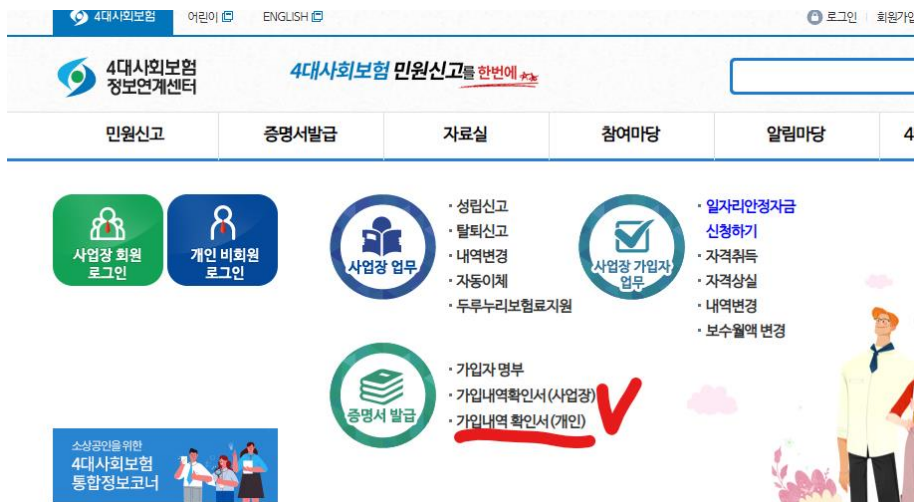 4대사회보험
어린이
ENGLISH
로그인
회원가입
4대사회보험
정보연계센터
4대사회보험 민원신고를 한번에
민원신고
증명서발급
자료실
참여마당
알림마당
4
사업장 회원
로그인
개인 비회원
로그인
사업장 업무
· 성립신고
· 탈퇴신고
· 내역변경
· 자동이체
· 두루누리보험료지원
사업장 가입자
업무
· 일자리안정자금
신청하기
· 자격취득
· 자격상실
· 내역변경
· 보수월액 변경
증명서 발급
· 가입자 명부
· 가입내역확인서(사업장)
· 가입내역 확인서(개인)
소상공인을 위한
4대사회보험
통합정보코너